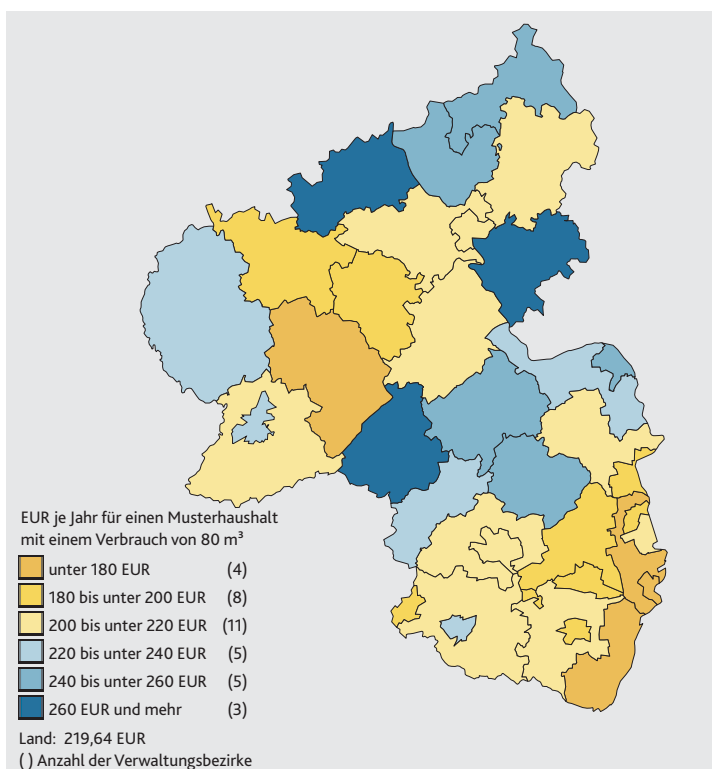 EUR je Jahr für einen Musterhaushalt
mit einem Verbrauch von 80 m³
unter 180 EUR (4)
180 bis unter 200 EUR (8)
200 bis unter 220 EUR (11)
220 bis unter 240 EUR (5)
240 bis unter 260 EUR (5)
260 EUR und mehr (3)
Land: 219,64 EUR
( ) Anzahl der Verwaltungsbezirke